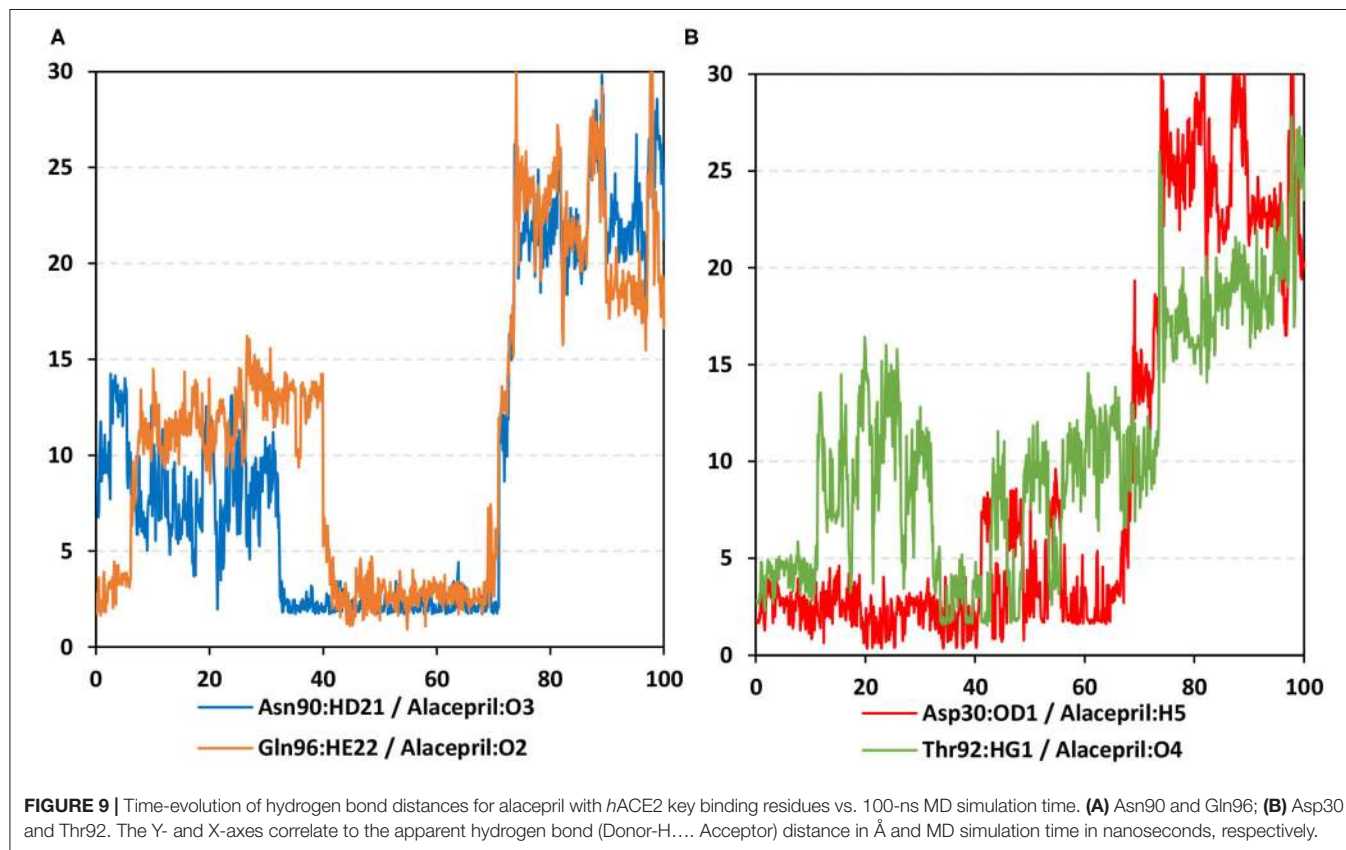 A
30
25
20
15
10
5
0
0 20 40 60 80 100
Asn90:HD21 / Alacepril:O3
Gln96:HE22 / Alacepril:O2
B
30
25
20
15
10
5
0
0 20 40 60 80 100
Asp30:OD1 / Alacepril:H5
Thr92:HG1 / Alacepril:O4
FIGURE 9 | Time-evolution of hydrogen bond distances for alacepril with hACE2 key binding residues vs. 100-ns MD simulation time. (A) Asn90 and Gln96; (B) Asp30
and Thr92. The Y- and X-axes correlate to the apparent hydrogen bond (Donor-H.... Acceptor) distance in Å and MD simulation time in nanoseconds, respectively.